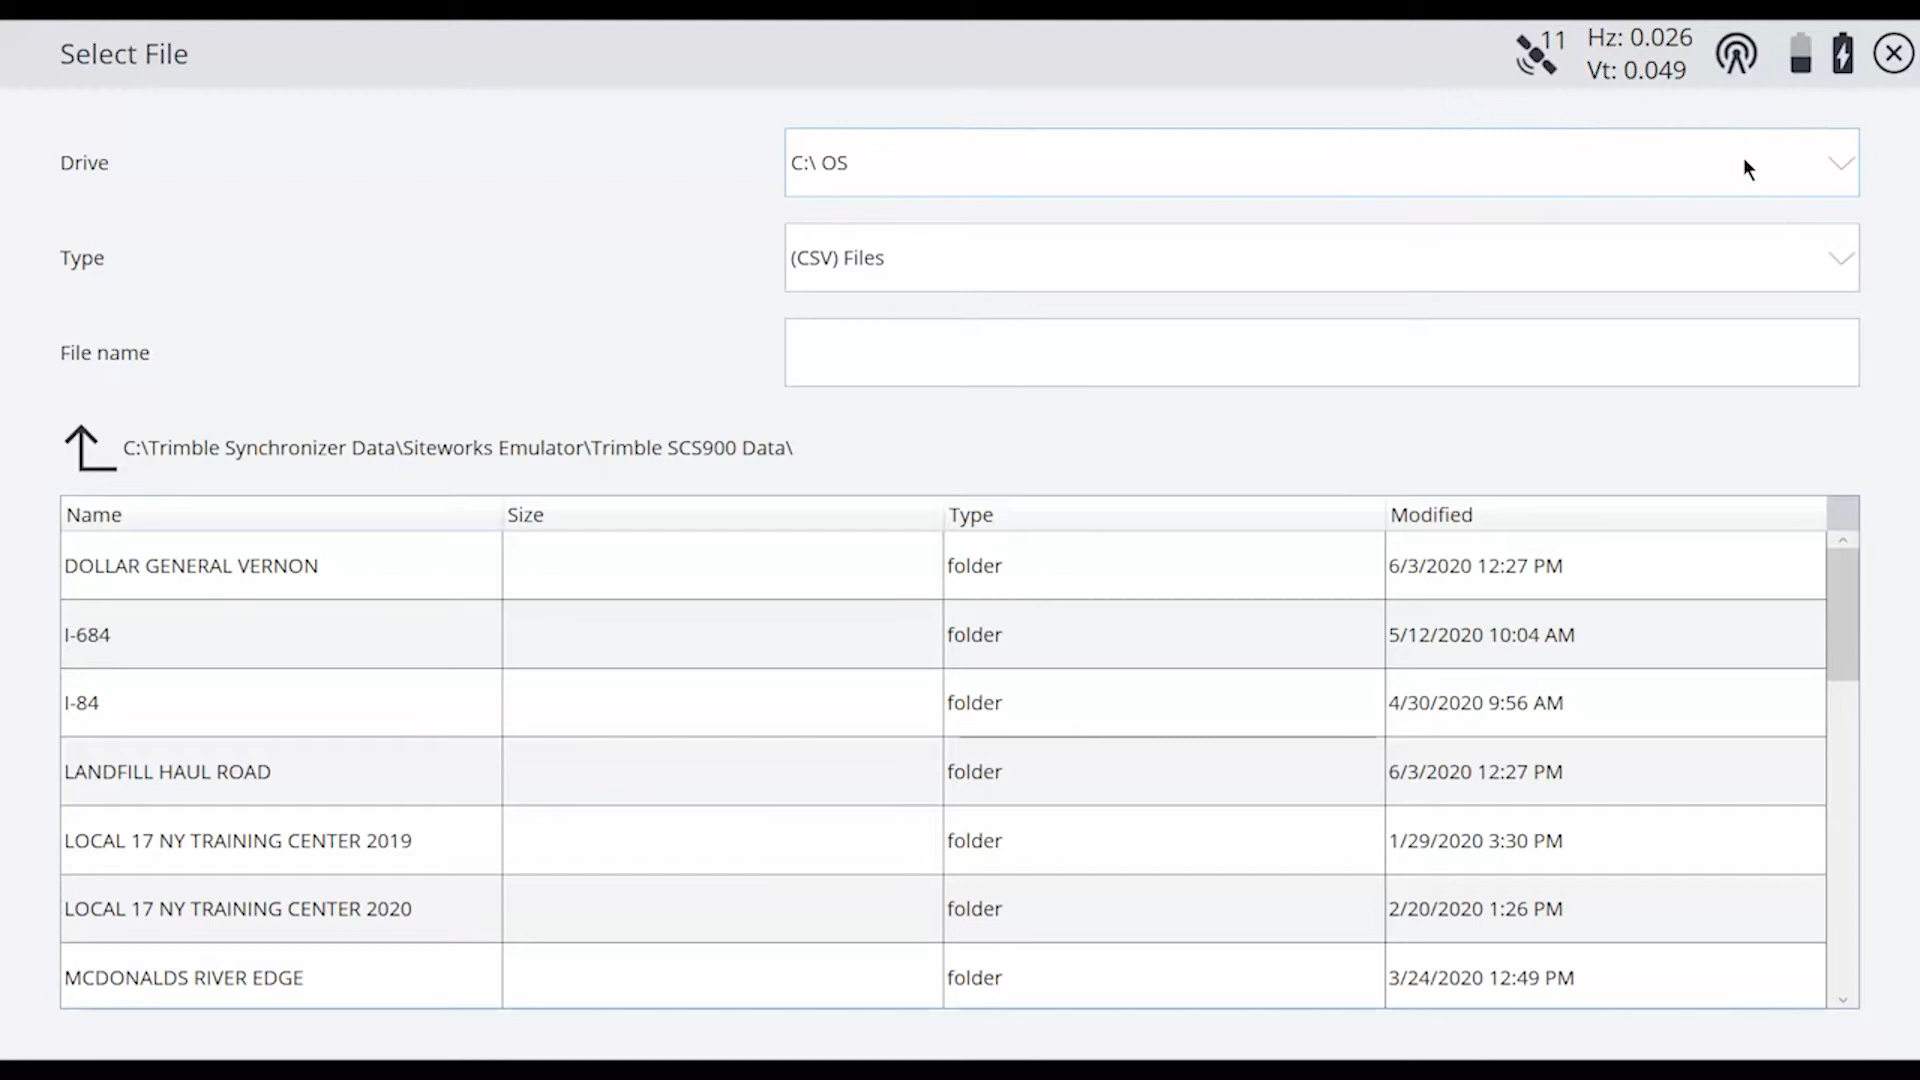 Select File
11
Hz: 0.026
Vt: 0.049
Drive
C:\ OS
Type
(CSV) Files
File name
C:\Trimble Synchronizer Data\Siteworks Emulator\Trimble SCS900 Data\
Name Size Type Modified
DOLLAR GENERAL VERNON folder 6/3/2020 12:27 PM
I-684 folder 5/12/2020 10:04 AM
I-84 folder 4/30/2020 9:56 AM
LANDFILL HAUL ROAD folder 6/3/2020 12:27 PM
LOCAL 17 NY TRAINING CENTER 2019 folder 1/29/2020 3:30 PM
LOCAL 17 NY TRAINING CENTER 2020 folder 2/20/2020 1:26 PM
MCDONALDS RIVER EDGE folder 3/24/2020 12:49 PM